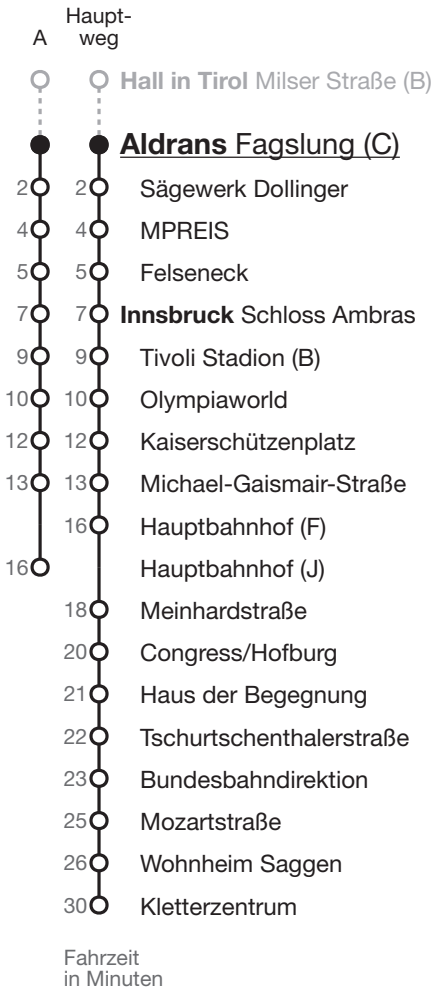 Haupt-
A weg
Hall in Tirol Milser Straße (B)
Aldrans Fagslung (C)
2 2 Sägewerk Dollinger
4 4 MPREIS
5 5 Felseneck
7 7 Innsbruck Schloss Ambras
9 9 Tivoli Stadion (B)
10 10 Olympiaworld
12 12 Kaiserschützenplatz
13 13 Michael-Gaismair-Straße
16 Hauptbahnhof (F)
16 Hauptbahnhof (J)
18 Meinhardstraße
20 Congress/Hofburg
21 Haus der Begegnung
22 Tschurtschenthalerstraße
23 Bundesbahndirektion
25 Mozartstraße
26 Wohnheim Saggen
30 Kletterzentrum
Fahrzeit
in Minuten